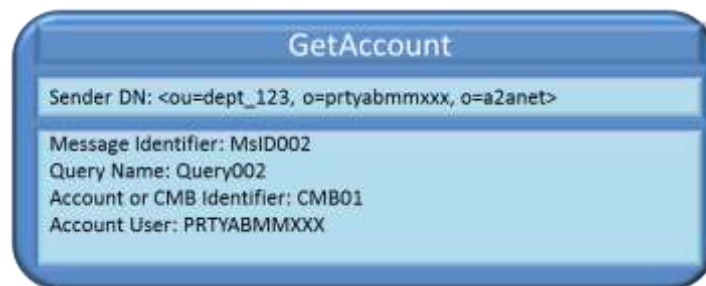 GetAccount
Sender DN: <ou=dept_123, o=prtyabmmxxx, o=a2anet>
Message Identifier: MsID002
Query Name: Query002
Account or CMB Identifier: CMB01
Account User: PRTYABMMXXX